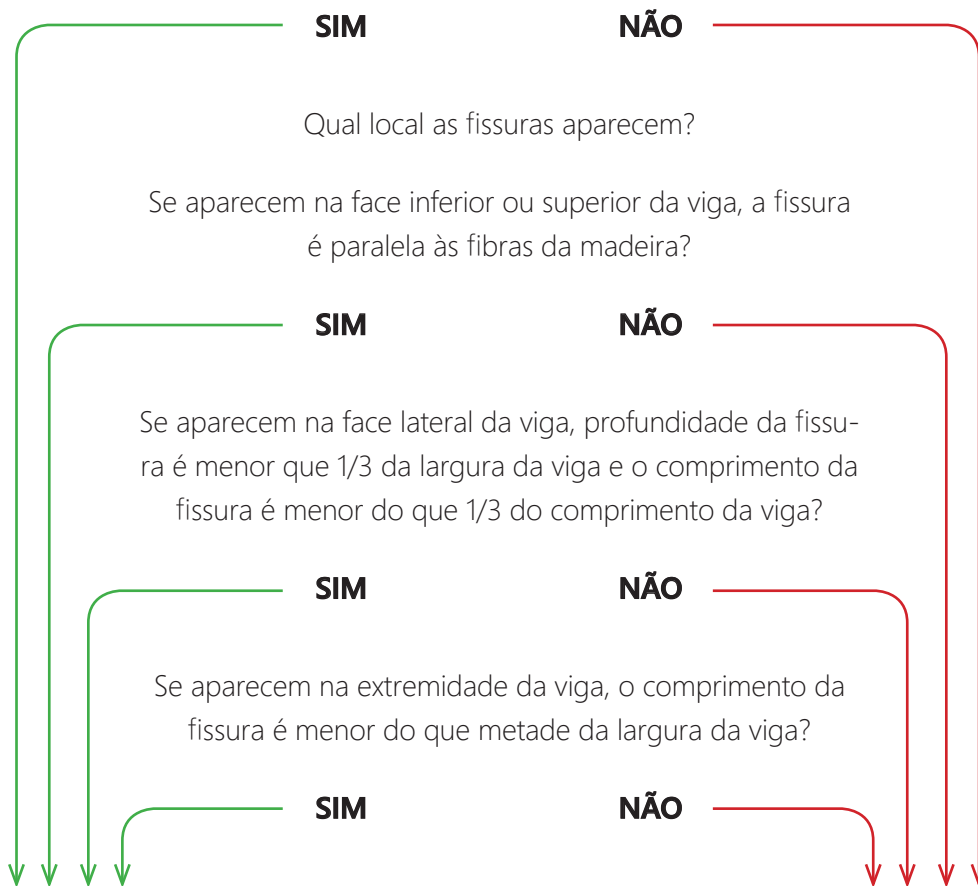 SIM NÃO
Qual local as fissuras aparecem?
Se aparecem na face inferior ou superior da viga, a fissura
é paralela às fibras da madeira?
SIM NÃO
Se aparecem na face lateral da viga, profundidade da fissu-
ra é menor que 1/3 da largura da viga e o comprimento da
fissura é menor do que 1/3 do comprimento da viga?
SIM NÃO
Se aparecem na extremidade da viga, o comprimento da
fissura é menor do que metade da largura da viga?
SIM NÃO